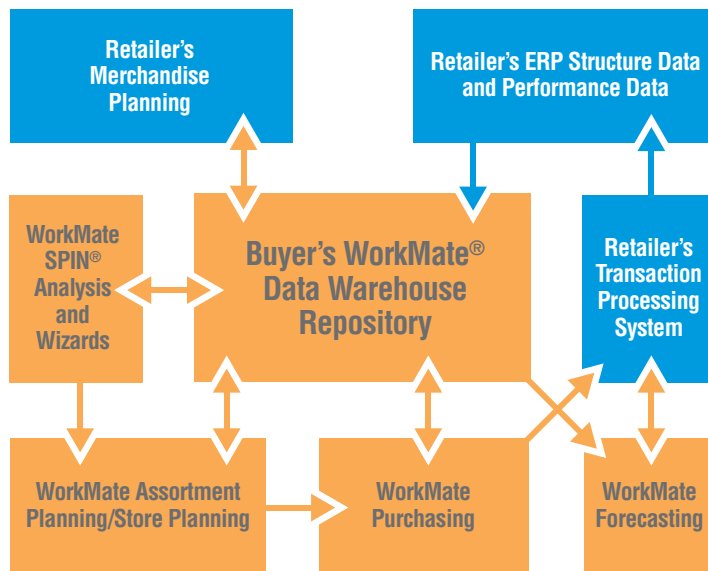 Retailer's
Merchandise
Planning
Retailer's ERP Structure Data
and Performance Data
WorkMate
SPIN®
Analysis
and
Wizards
Buyer's WorkMate®
Data Warehouse
Repository
Retailer's
Transaction
Processing
System
WorkMate Assortment
Planning/Store Planning
WorkMate
Purchasing
WorkMate
Forecasting